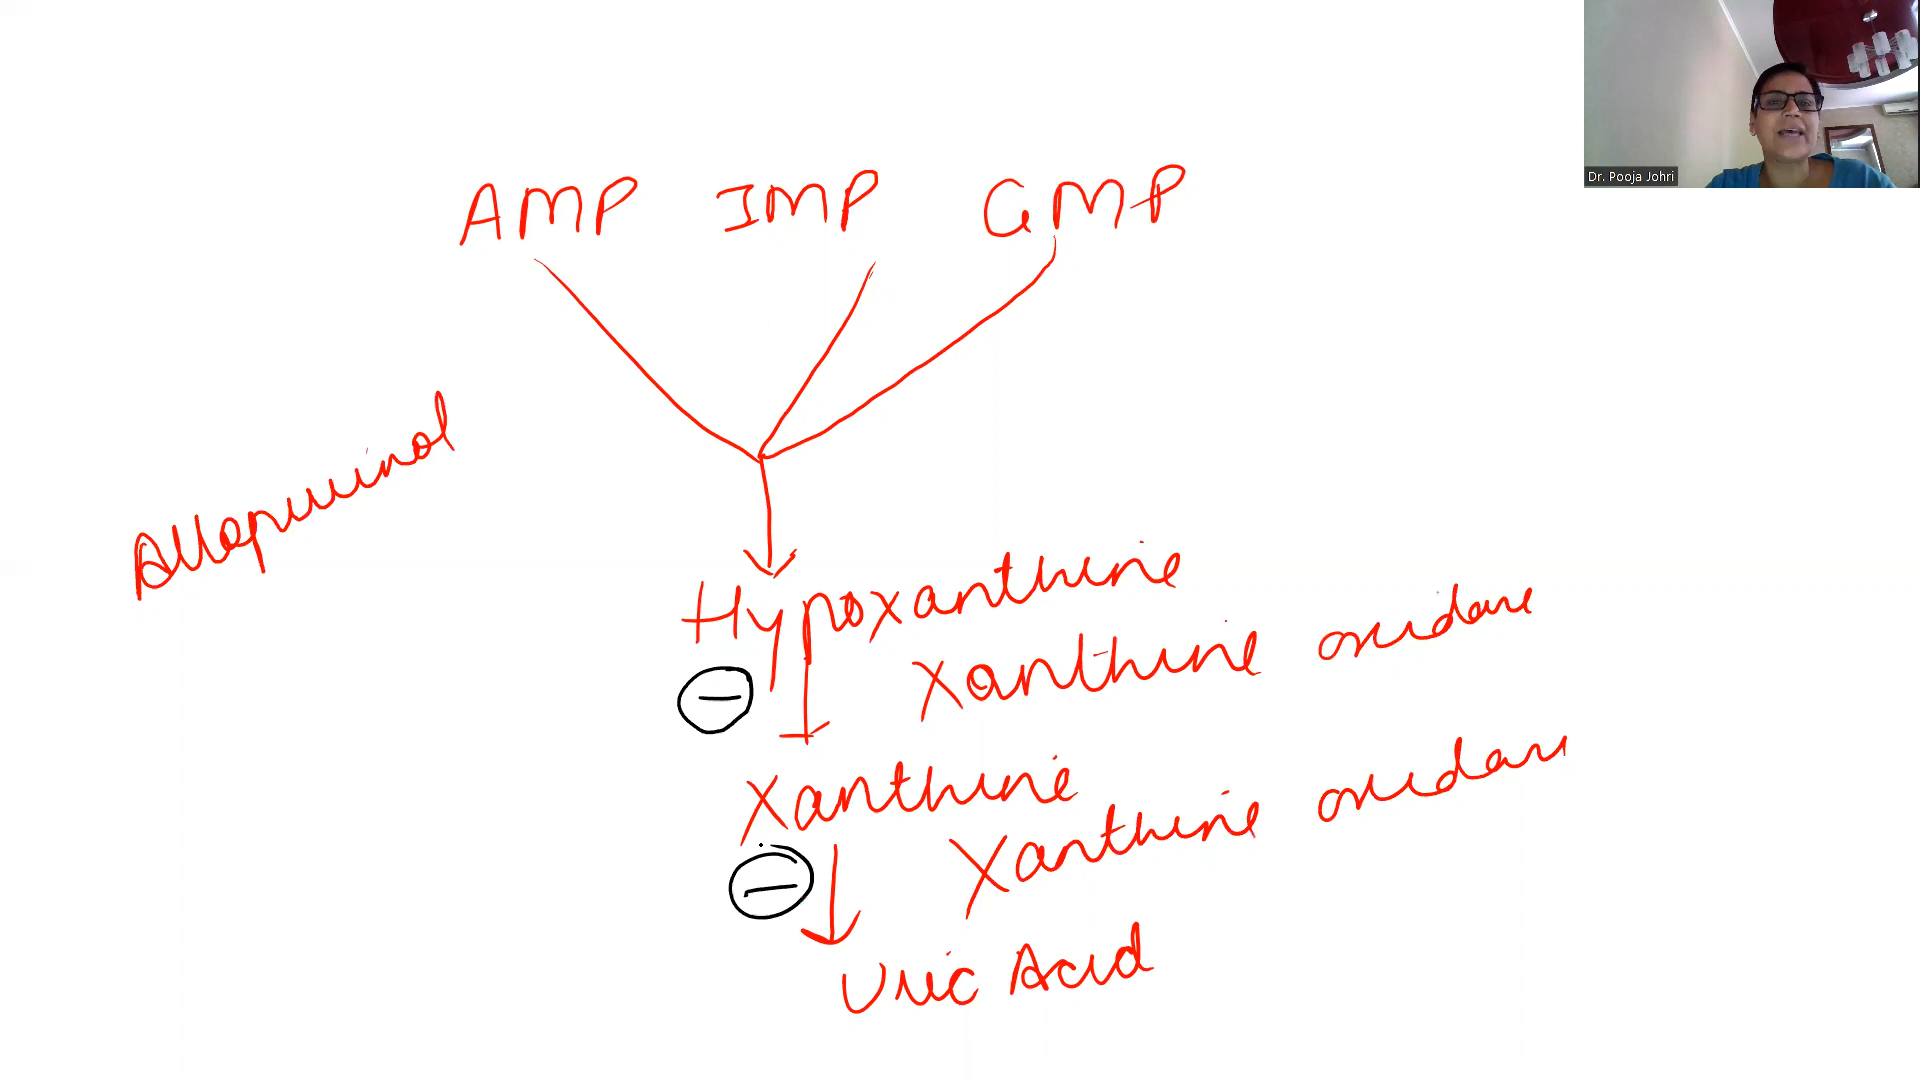 Dr. Pooja Johri
AMP IMP GMP
Allopurinol
Hypoxanthine
Xanthine oxidase
Xanthine
Xanthine oxidase
Uric Acid